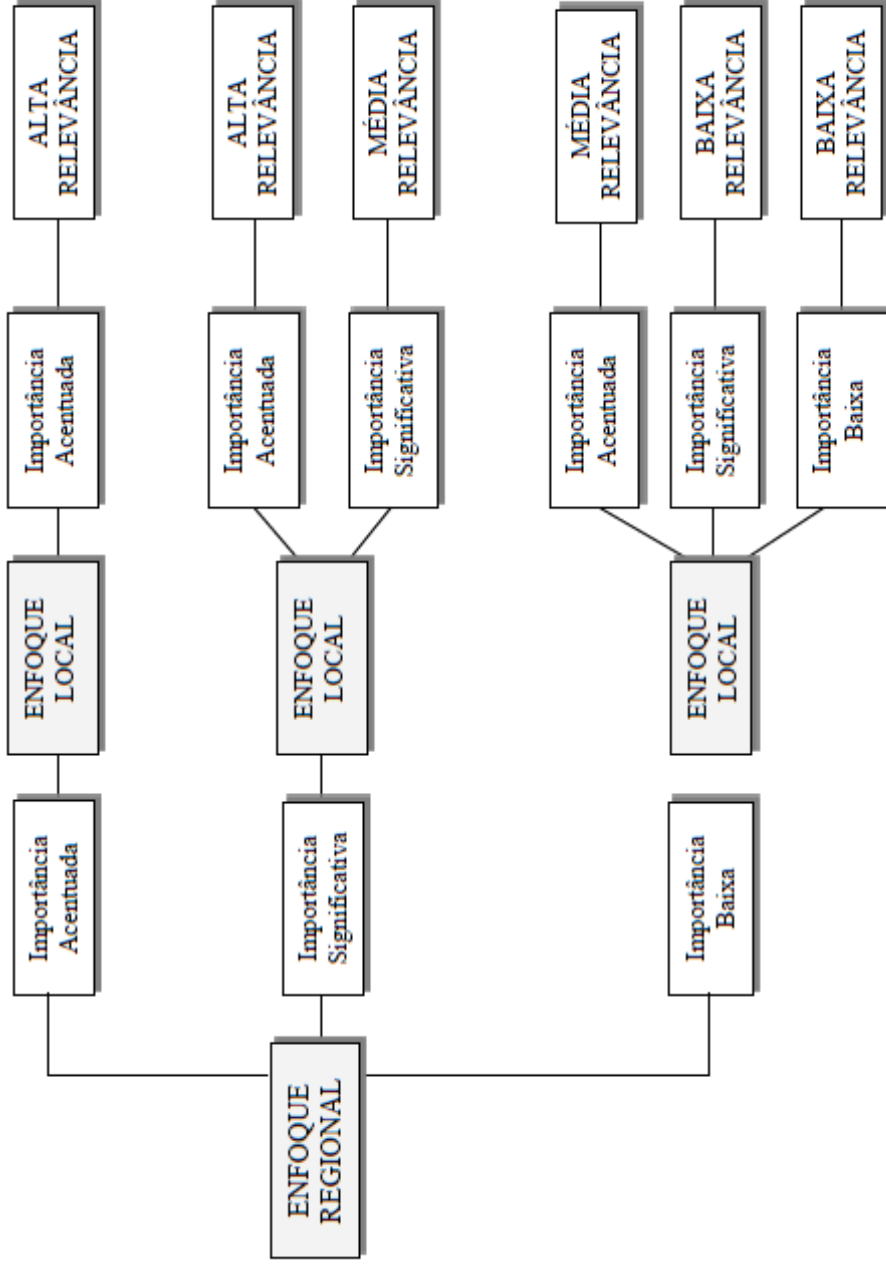 ENFOQUE
REGIONAL
Importância
Acentuada
ENFOQUE
LOCAL
Importância
Acentuada
ALTA
RELEVÂNCIA
Importância
Significativa
ENFOQUE
LOCAL
Importância
Acentuada
ALTA
RELEVÂNCIA
Importância
Significativa
MÉDIA
RELEVÂNCIA
Importância
Baixa
ENFOQUE
LOCAL
Importância
Acentuada
MÉDIA
RELEVÂNCIA
Importância
Significativa
BAIXA
RELEVÂNCIA
Importância
Baixa
BAIXA
RELEVÂNCIA